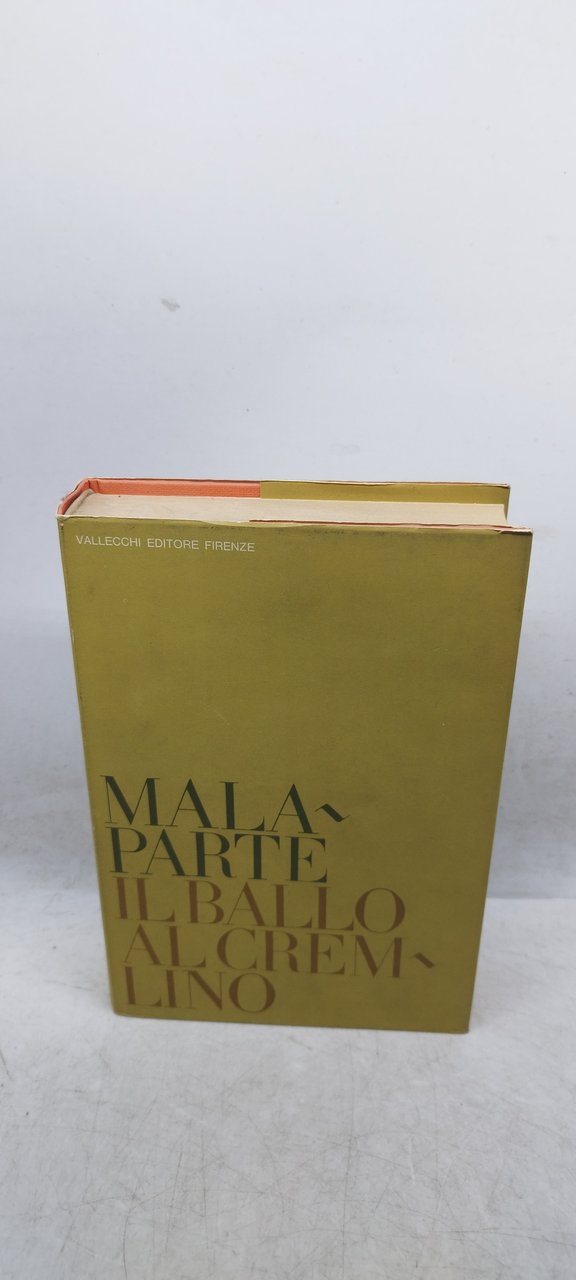 VALLECCHI EDITORE FIRENZE
MALA~
PARTE
IL BALLO
AL CREM~
LINO